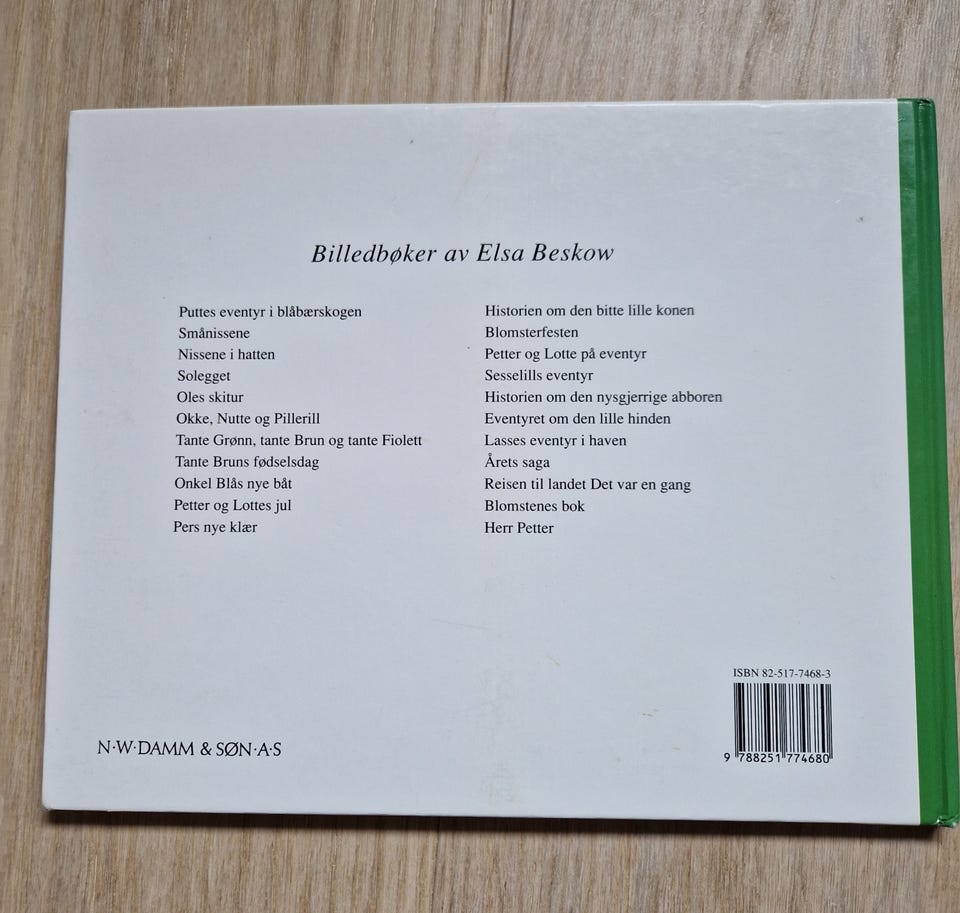 Billedbøker av Elsa Beskow
Puttes eventyr i blåbærskogen
Smånissene
Nissene i hatten
Solegget
Oles skitur
Okke, Nutte og Pillerill
Tante Grønn, tante Brun og tante Fiolett
Tante Bruns fødselsdag
Onkel Blås nye båt
Petter og Lottes jul
Pers nye klær
Historien om den bitte lille konen
Blomsterfesten
Petter og Lotte på eventyr
Sesselills eventyr
Historien om den nysgjerrige abboren
Eventyret om den lille hinden
Lasses eventyr i haven
Årets saga
Reisen til landet Det var en gang
Blomstenes bok
Herr Petter
ISBN 82-517-7468-3
9 788251 774680
N·W·DAMM & SØN·A·S